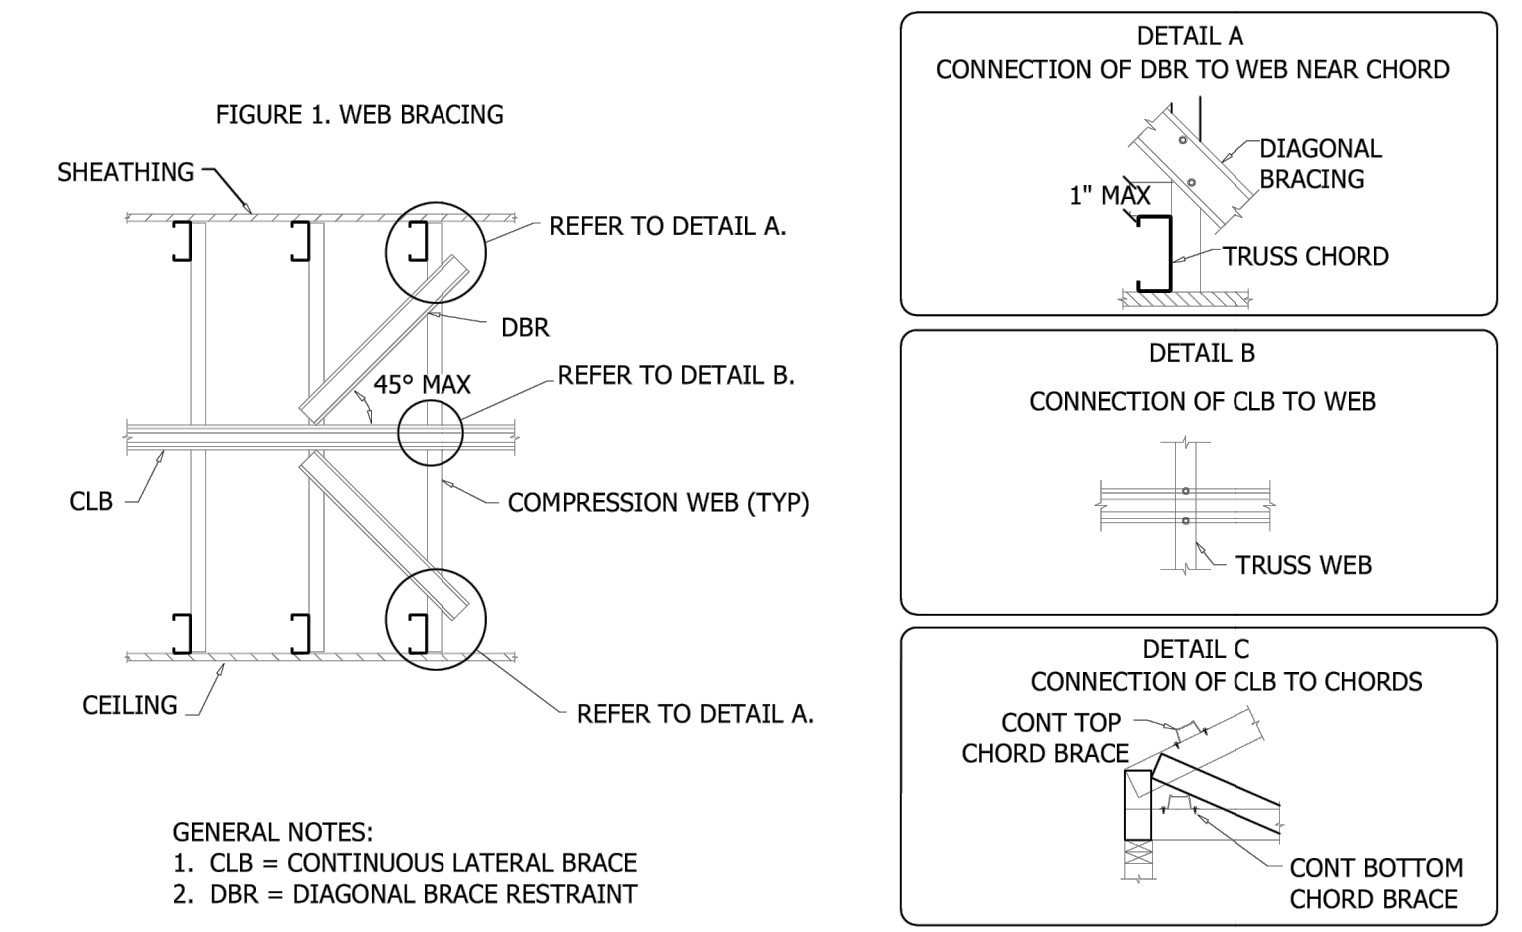 FIGURE 1. WEB BRACING
SHEATHING
REFER TO DETAIL A.
DBR
45° MAX
REFER TO DETAIL B.
CLB
COMPRESSION WEB (TYP)
CEILING
REFER TO DETAIL A.
GENERAL NOTES:
1. CLB = CONTINUOUS LATERAL BRACE
2. DBR = DIAGONAL BRACE RESTRAINT
DETAIL A
CONNECTION OF DBR TO WEB NEAR CHORD
DIAGONAL
BRACING
1" MAX
TRUSS CHORD
DETAIL B
CONNECTION OF CLB TO WEB
TRUSS WEB
DETAIL C
CONNECTION OF CLB TO CHORDS
CONT TOP
CHORD BRACE
CONT BOTTOM
CHORD BRACE